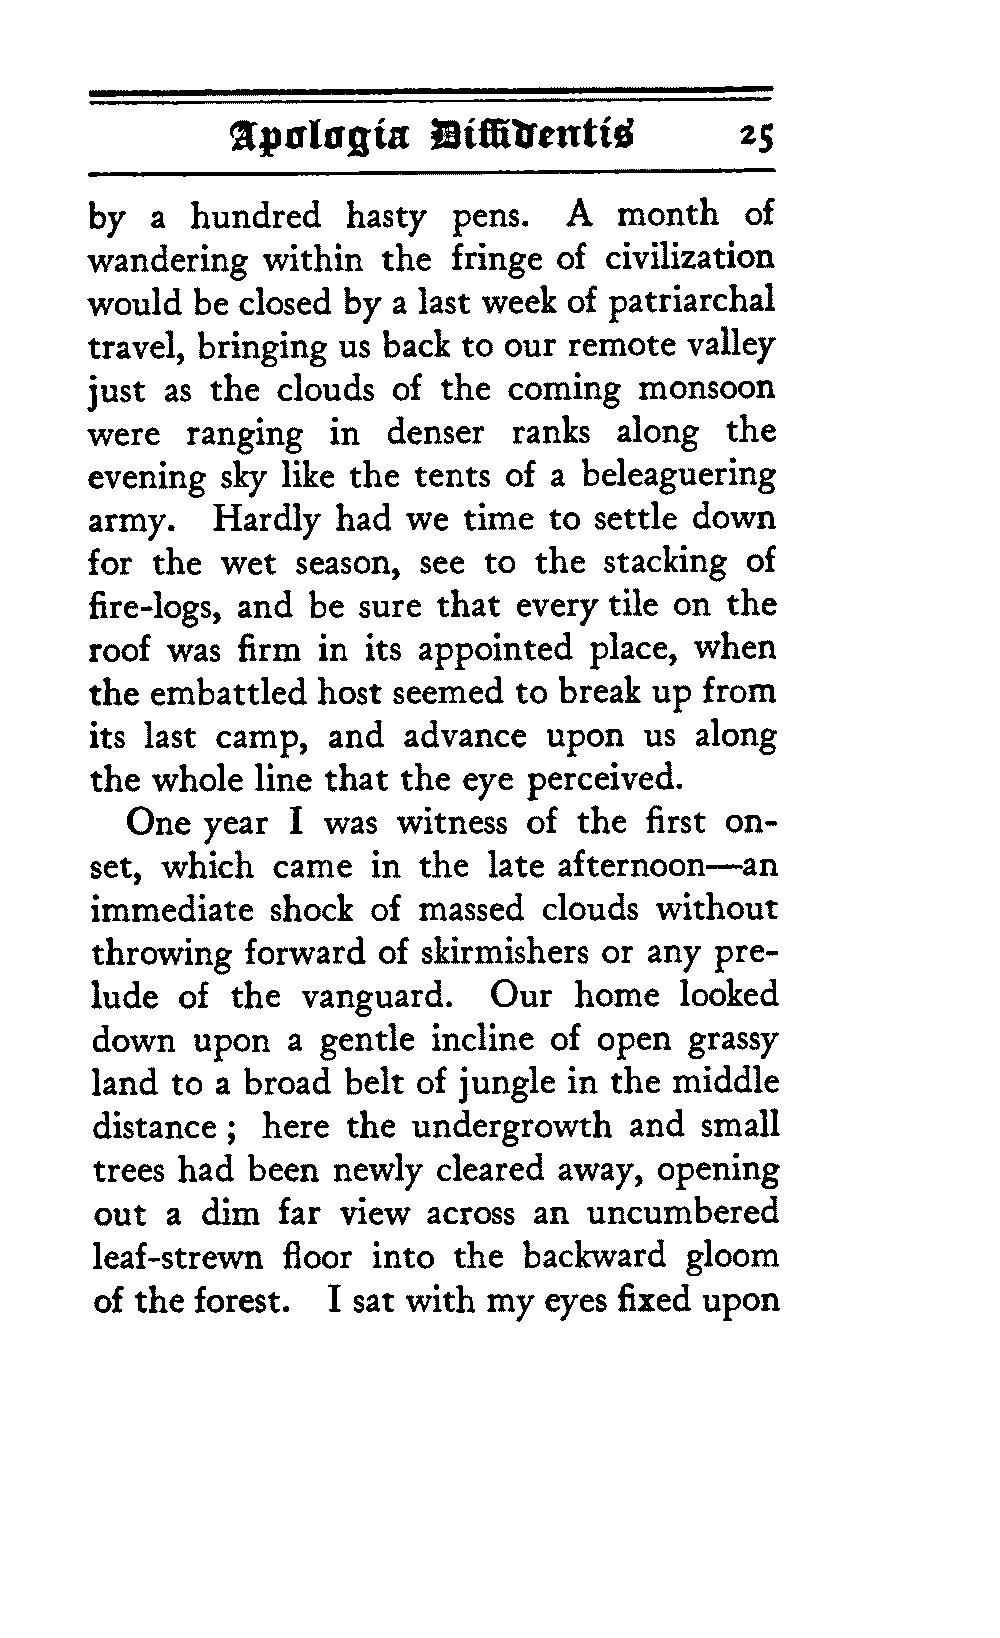 Apologia Diffidentis 25
by a hundred hasty pens. A month of
wandering within the fringe of civilization
would be closed by a last week of patriarchal
travel, bringing us back to our remote valley
just as the clouds of the coming monsoon
were ranging in denser ranks along the
evening sky like the tents of a beleaguering
army. Hardly had we time to settle down
for the wet season, see to the stacking of
fire-logs, and be sure that every tile on the
roof was firm in its appointed place, when
the embattled host seemed to break up from
its last camp, and advance upon us along
the whole line that the eye perceived.
One year I was witness of the first on-
set, which came in the late afternoon—an
immediate shock of massed clouds without
throwing forward of skirmishers or any pre-
lude of the vanguard. Our home looked
down upon a gentle incline of open grassy
land to a broad belt of jungle in the middle
distance ; here the undergrowth and small
trees had been newly cleared away, opening
out a dim far view across an uncumbered
leaf-strewn floor into the backward gloom
of the forest. I sat with my eyes fixed upon